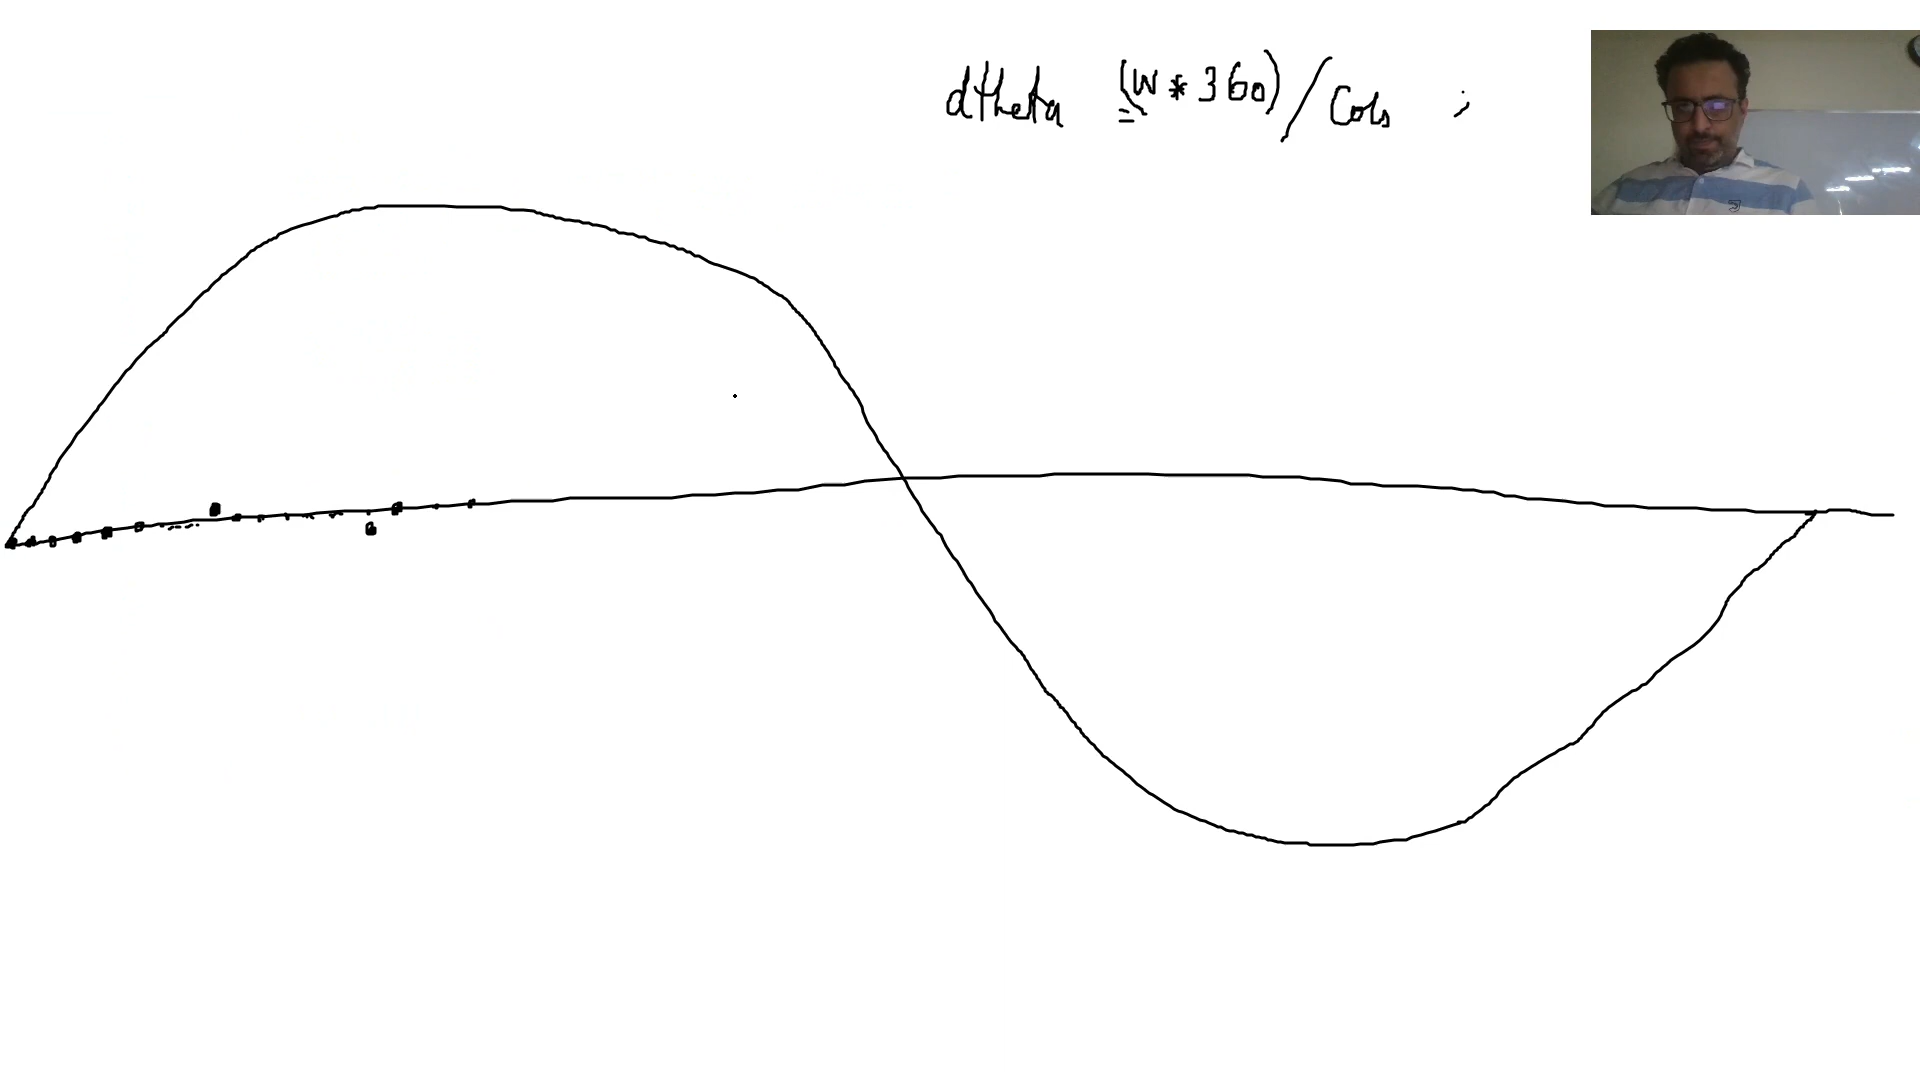 dtheta = (W * 360) / Cols ;